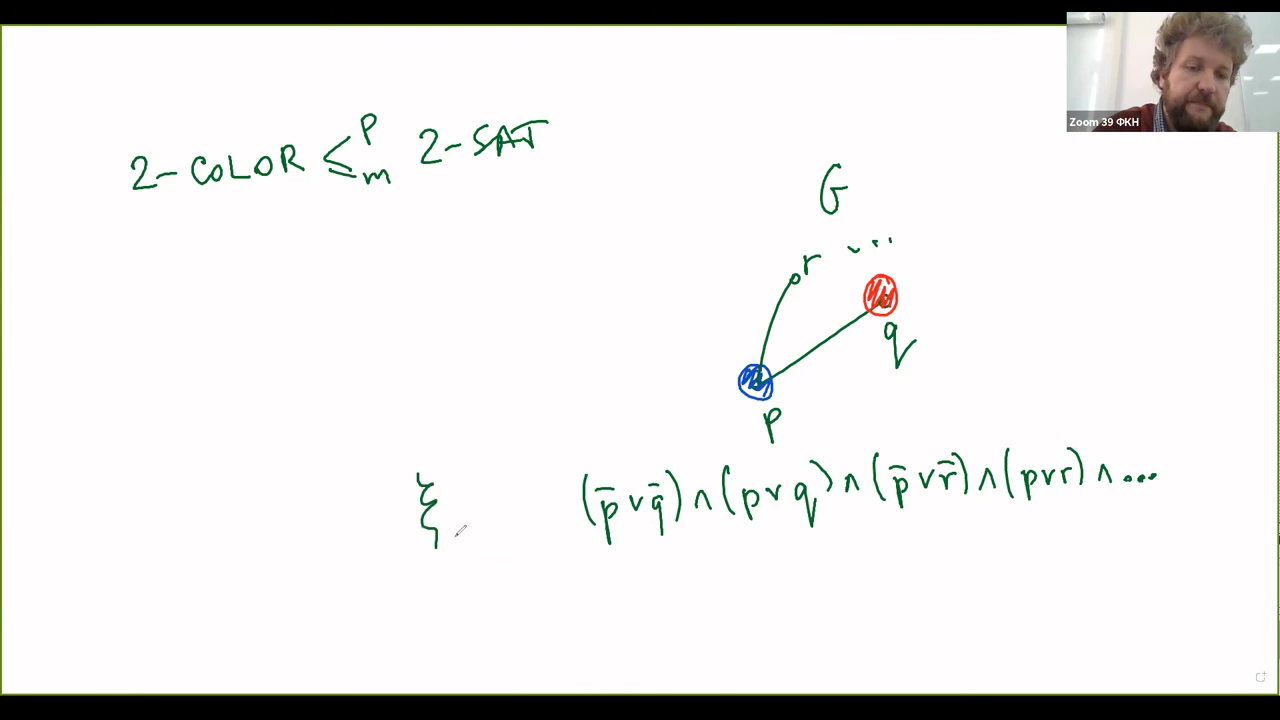 Zoom 39 ФКН
2-COLOR ≤ᵖₘ 2-SAT
G
r ...
q
p
ξ (p̄ ∨ q̄) ∧ (p ∨ q) ∧ (p̄ ∨ r̄) ∧ (p ∨ r) ∧ ...